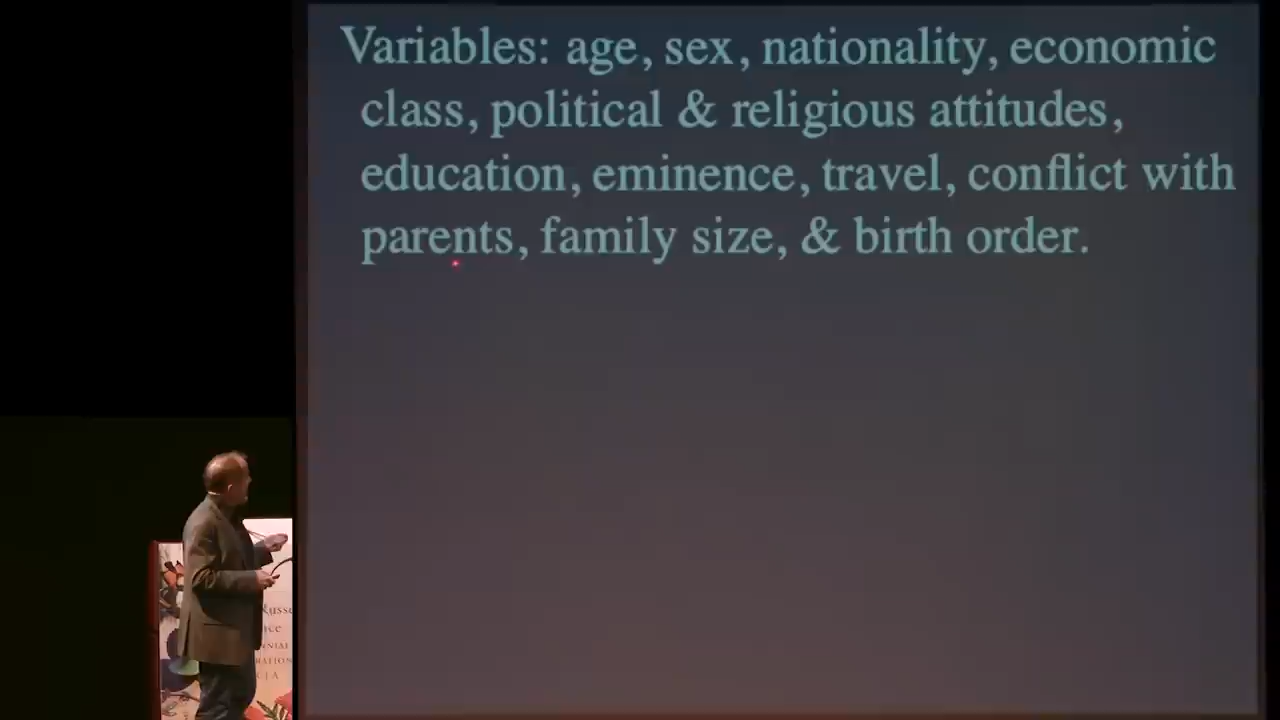 Variables: age, sex, nationality, economic
class, political & religious attitudes,
education, eminence, travel, conflict with
parents, family size, & birth order.